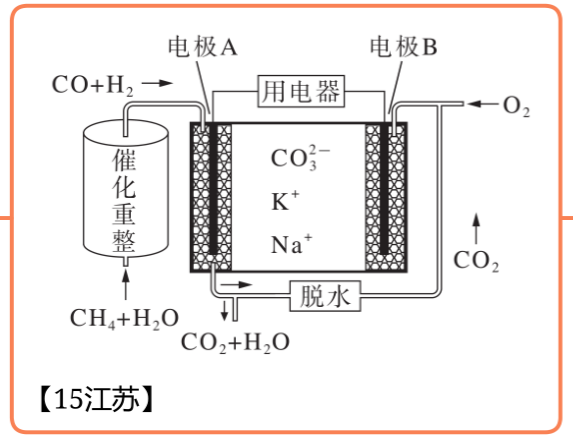 电极A
电极B
CO+H₂
用电器
O₂
催化重整
CO₃²⁻
K⁺
Na⁺
CO₂
脱水
CH₄+H₂O
CO₂+H₂O
【15江苏】